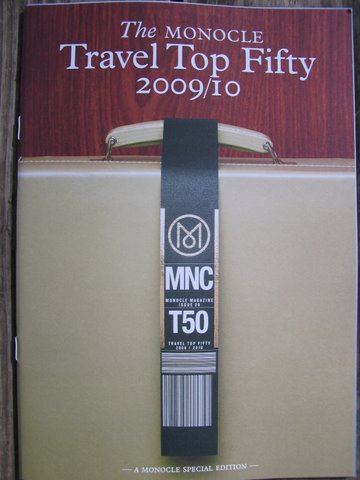 The MONOCLE
Travel Top Fifty
2009/10
M
MNC
MONOCLE MAGAZINE
ISSUE 26
T50
TRAVEL TOP FIFTY
2009 / 2010
— A MONOCLE SPECIAL EDITION —